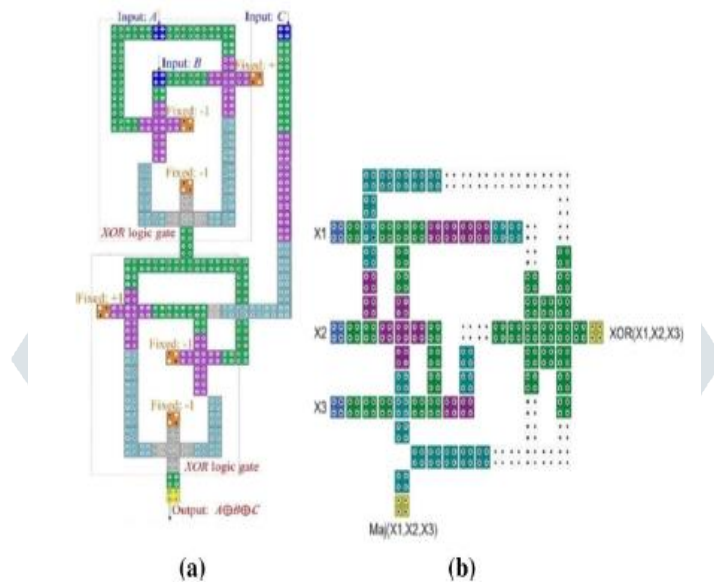 Input: A
Input: C
Input: B
Fixed: +
Fixed: -1
Fixed: -1
XOR logic gate
Fixed: +1
Fixed: -1
Fixed: -1
XOR logic gate
Output: A⊕B⊕C
(a)
X1
X2
XOR(X1,X2,X3)
X3
Maj(X1,X2,X3)
(b)